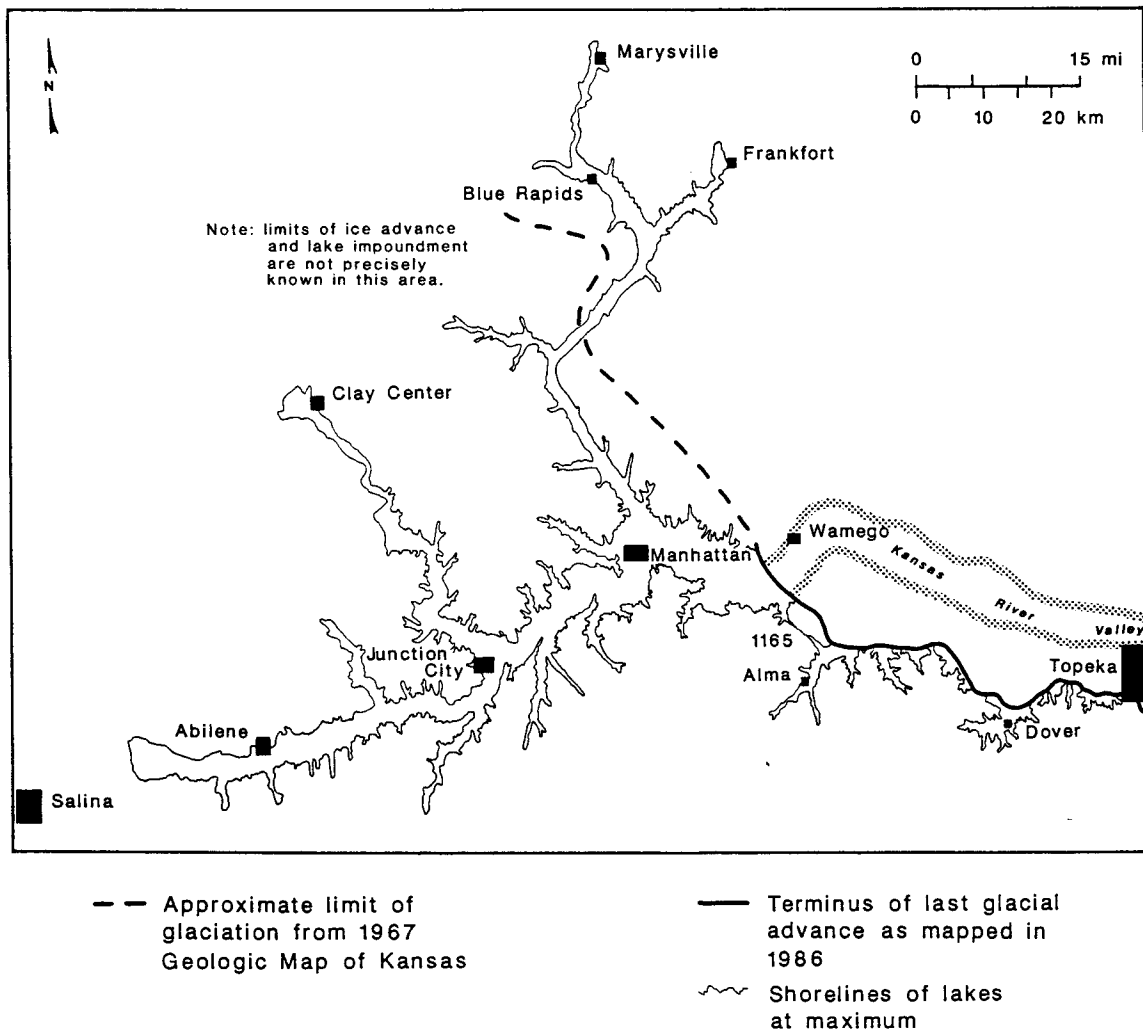 Marysville
0 15 mi
N
0 10 20 km
Frankfort
Blue Rapids
Note: limits of ice advance
and lake impoundment
are not precisely
known in this area.
Clay Center
Wamego
Manhattan
Kansas
River
Valley
1165
Junction
City
Topeka
Alma
Abilene
Dover
Salina
Approximate limit of
glaciation from 1967
Geologic Map of Kansas
Terminus of last glacial
advance as mapped in
1986
Shorelines of lakes
at maximum